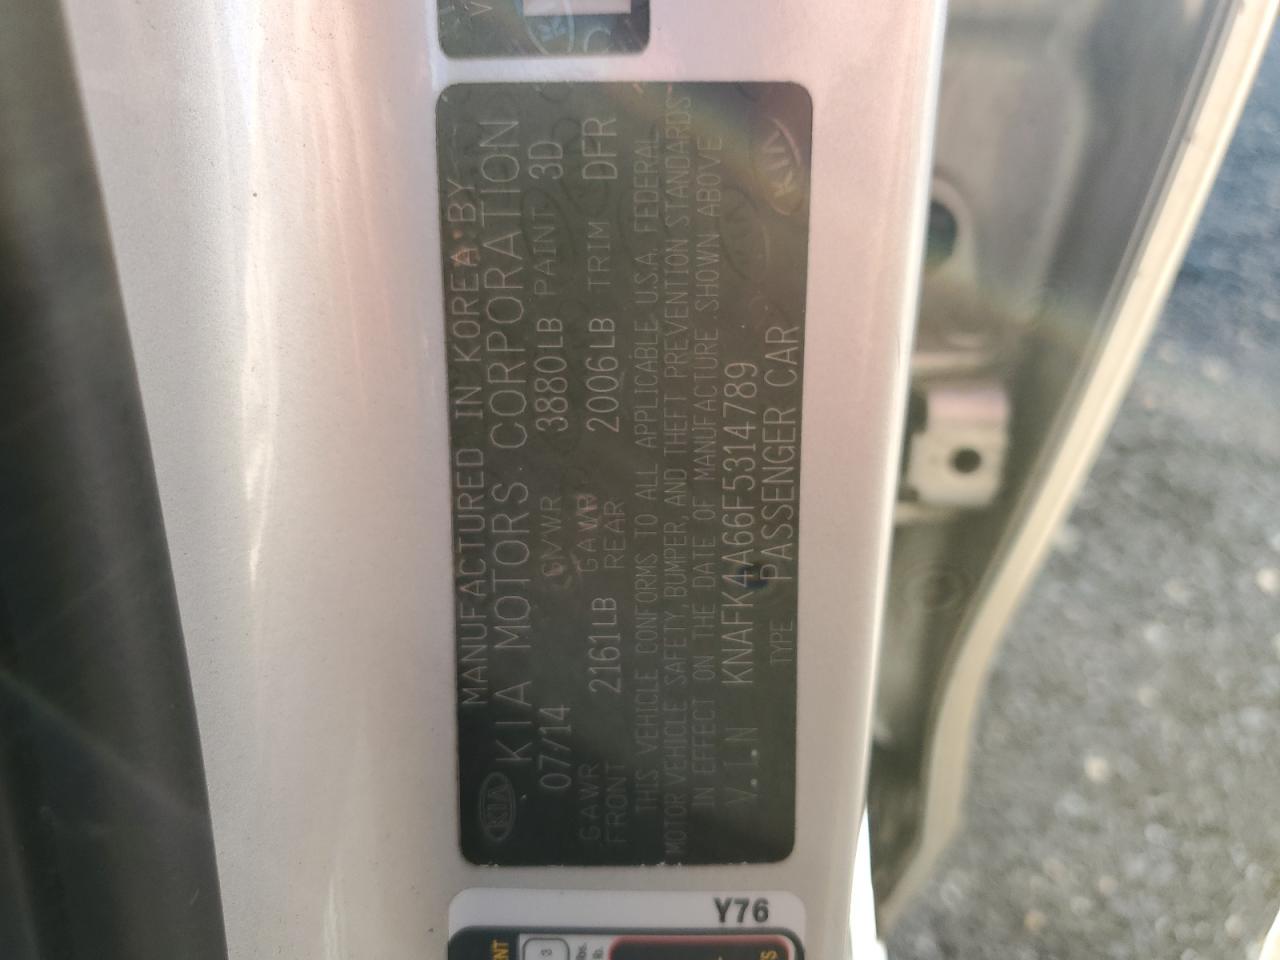 MANUFACTURED IN KOREA BY
KIA KIA MOTORS CORPORATION
07/14 GVWR 3880LB PAINT 3D
GAWR FRONT 2161LB GAWR REAR 2006LB TRIM DFR
THIS VEHICLE CONFORMS TO ALL APPLICABLE U.S.A. FEDERAL
MOTOR VEHICLE SAFETY, BUMPER, AND THEFT PREVENTION STANDARDS
IN EFFECT ON THE DATE OF MANUFACTURE SHOWN ABOVE
V.I.N KNAFK4A66F5314789
TYPE PASSENGER CAR
KIA
Y76